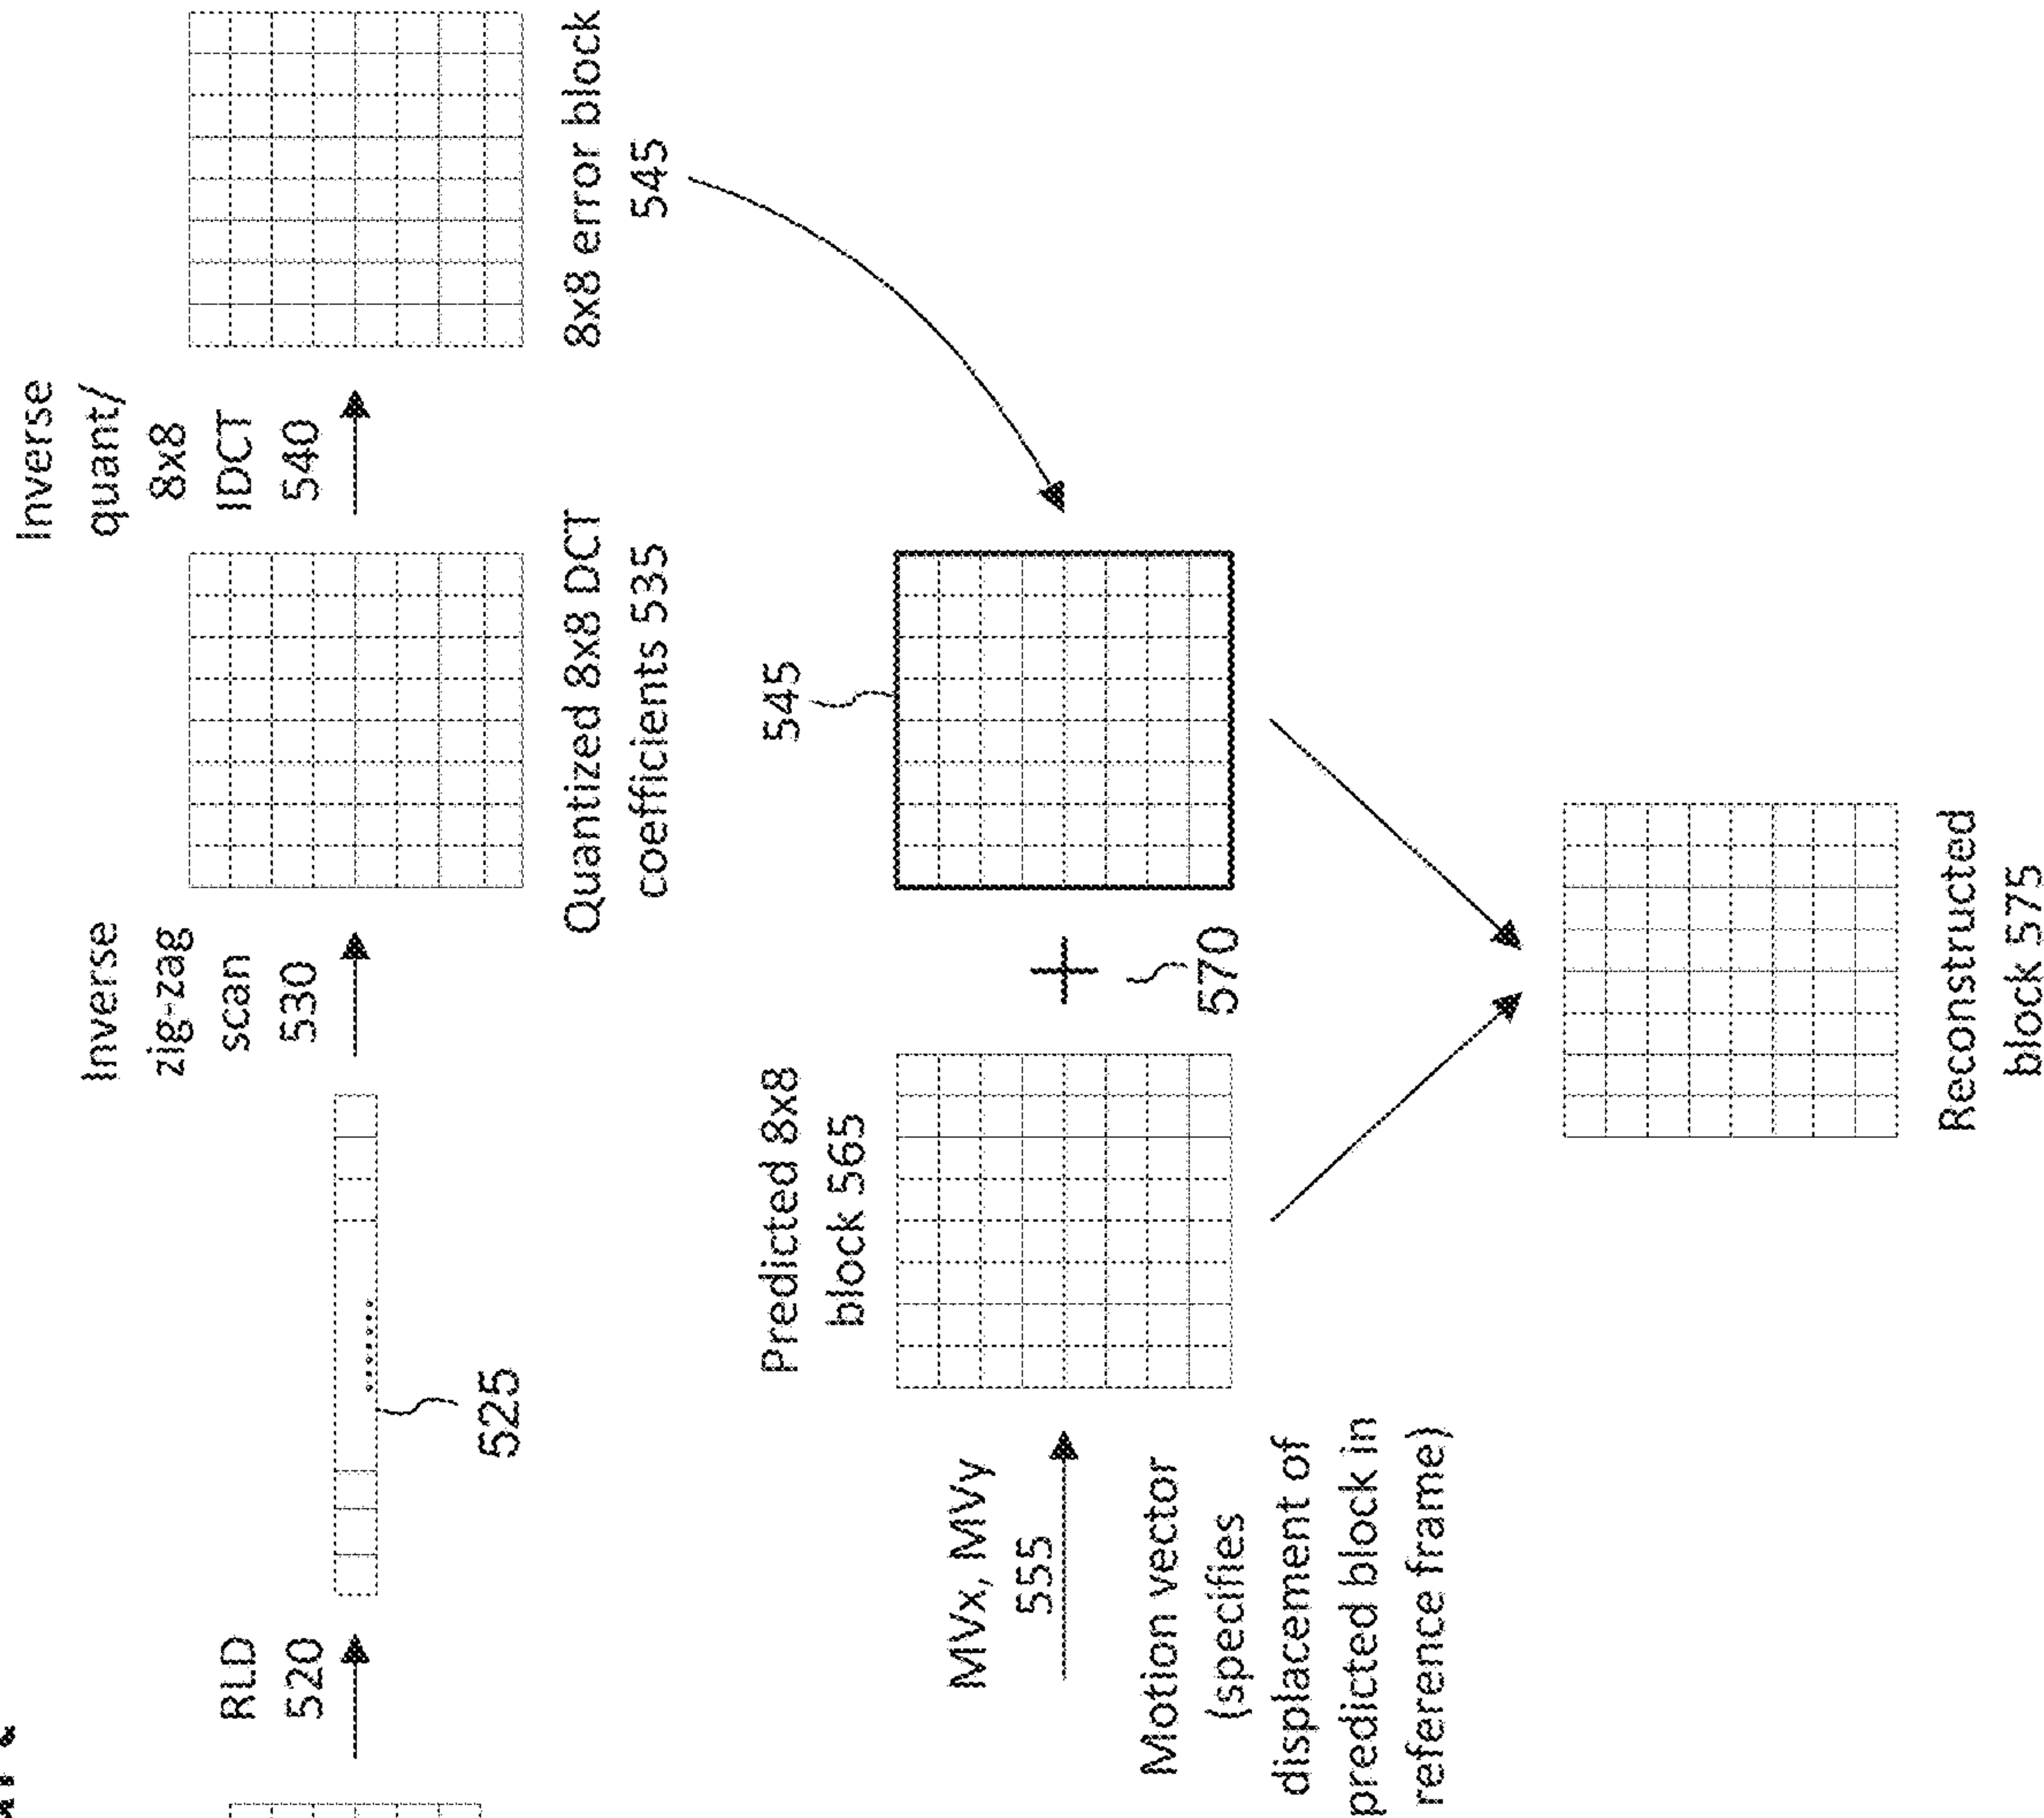 RLD
520
525
Inverse
zig-zag
scan
530
Quantized 8x8 DCT
coefficients 535
Inverse
quant/
8x8
IDCT
540
8x8 error block
545
MVx, MVy
555
Motion vector
(specifies
displacement of
predicted block in
reference frame)
Predicted 8x8
block 565
570
545
Reconstructed
block 575